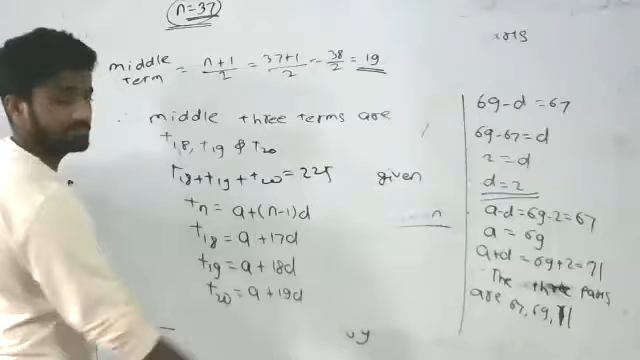 n=37
middle term = n+1/2 = 37+1/2 = 38/2 = 19
∴ middle three terms are
t18, t19 & t20
t18+t19+t20=225 given
tn = a+(n-1)d
t18 = a+17d
t19 = a+18d
t20 = a+19d
69-d=67
69-67=d
2=d
d=2
a-d=69-2=67
a=69
a+d=69+2=71
The three parts
are 67, 69, 71